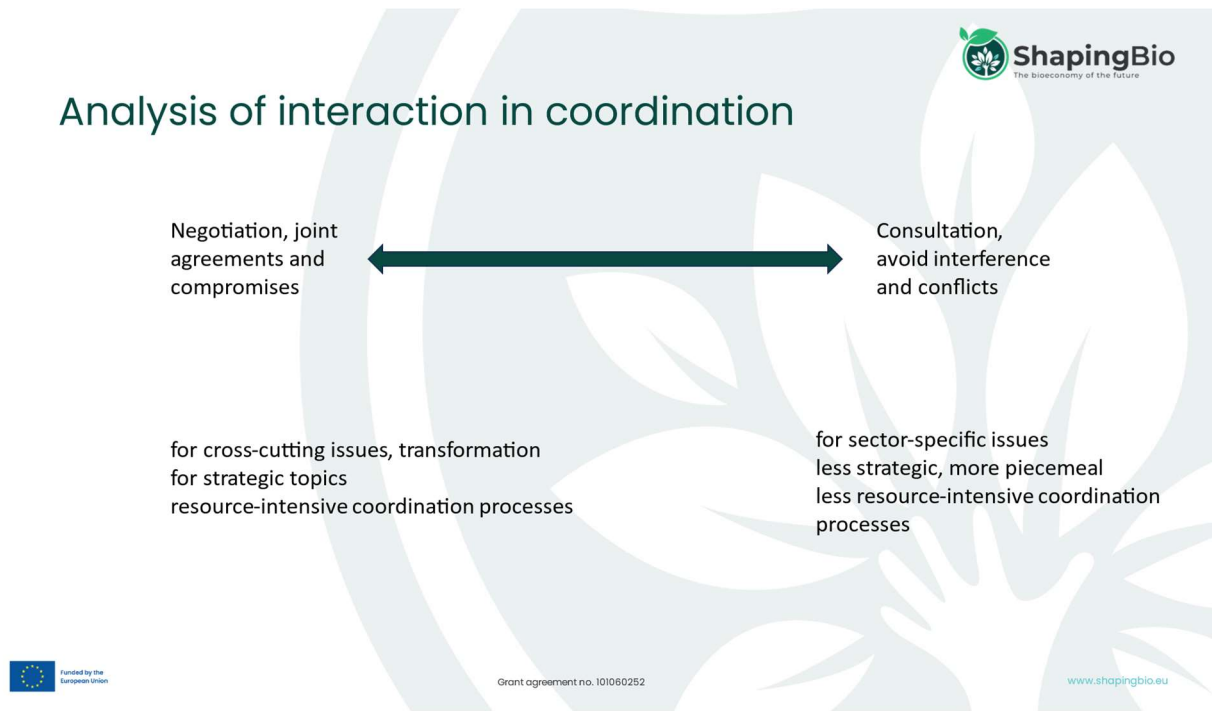 ShapingBio
The bioeconomy of the future
Analysis of interaction in coordination
Negotiation, joint
agreements and
compromises
Consultation,
avoid interference
and conflicts
for cross-cutting issues, transformation
for strategic topics
resource-intensive coordination processes
for sector-specific issues
less strategic, more piecemeal
less resource-intensive coordination
processes
Funded by the
European Union
Grant agreement no. 101060252
www.shapingbio.eu